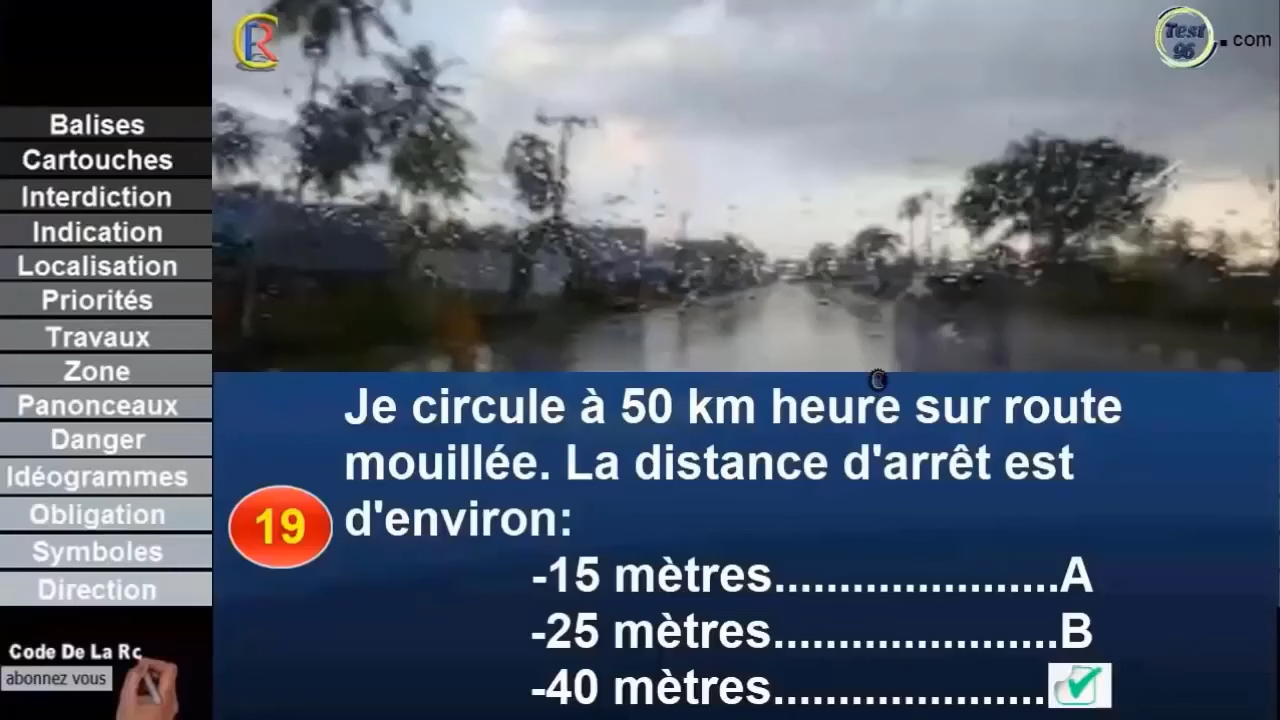 CR
Test
96
.com
Balises
Cartouches
Interdiction
Indication
Localisation
Priorités
Travaux
Zone
Panonceaux
Danger
Idéogrammes
Obligation
Symboles
Direction
Code De La Rc
abonnez vous
Je circule à 50 km heure sur route
mouillée. La distance d'arrêt est
d'environ:
19
-15 mètres......................A
-25 mètres......................B
-40 mètres.....................